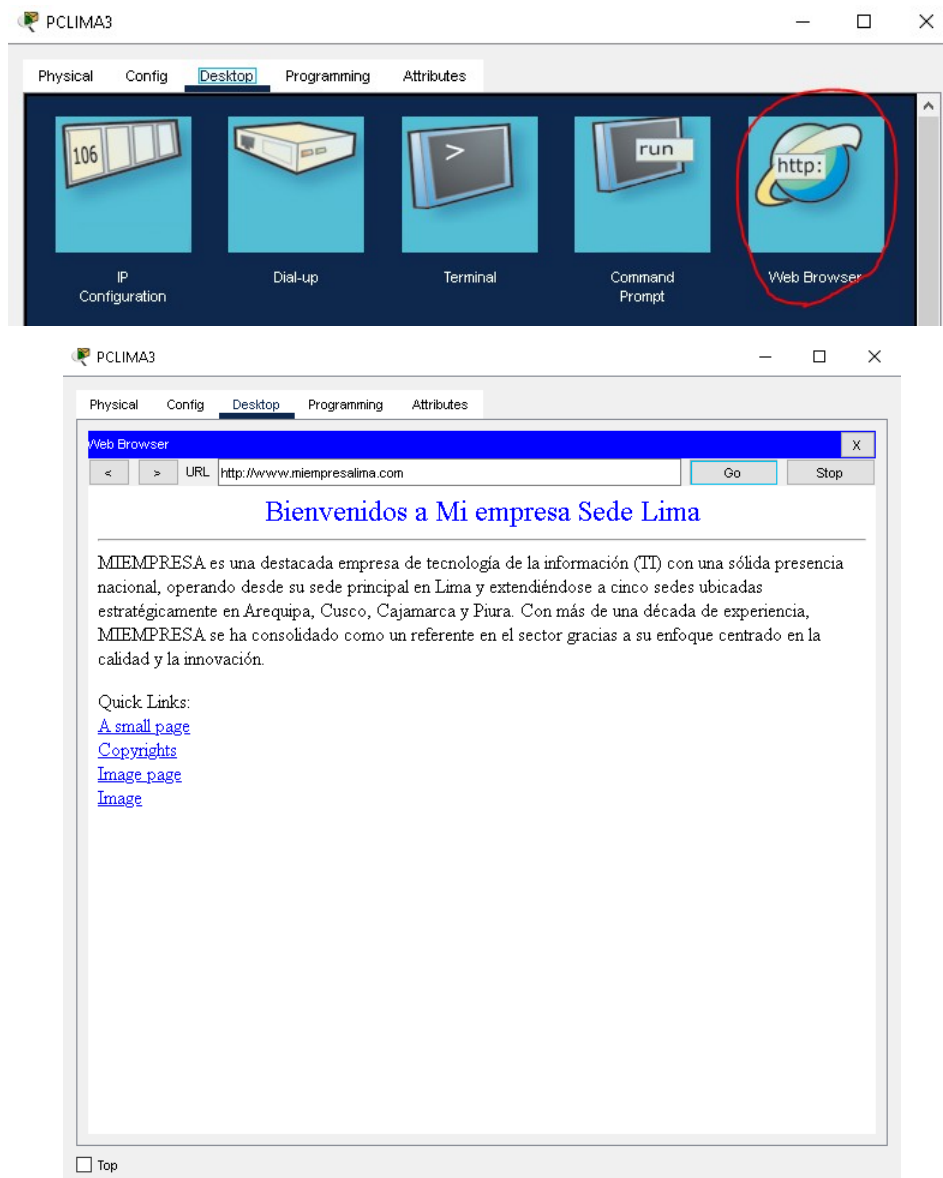 PCLIMA3
Physical Config Desktop Programming Attributes
106
>
run
http:
IP
Configuration
Dial-up
Terminal
Command
Prompt
Web Browser
PCLIMA3
Physical Config Desktop Programming Attributes
Web Browser X
< > URL http://www.miempresalima.com Go Stop
Bienvenidos a Mi empresa Sede Lima
MIEMPRESA es una destacada empresa de tecnología de la información (TI) con una sólida presencia
nacional, operando desde su sede principal en Lima y extendiéndose a cinco sedes ubicadas
estratégicamente en Arequipa, Cusco, Cajamarca y Piura. Con más de una década de experiencia,
MIEMPRESA se ha consolidado como un referente en el sector gracias a su enfoque centrado en la
calidad y la innovación.
Quick Links:
A small page
Copyrights
Image page
Image
Top